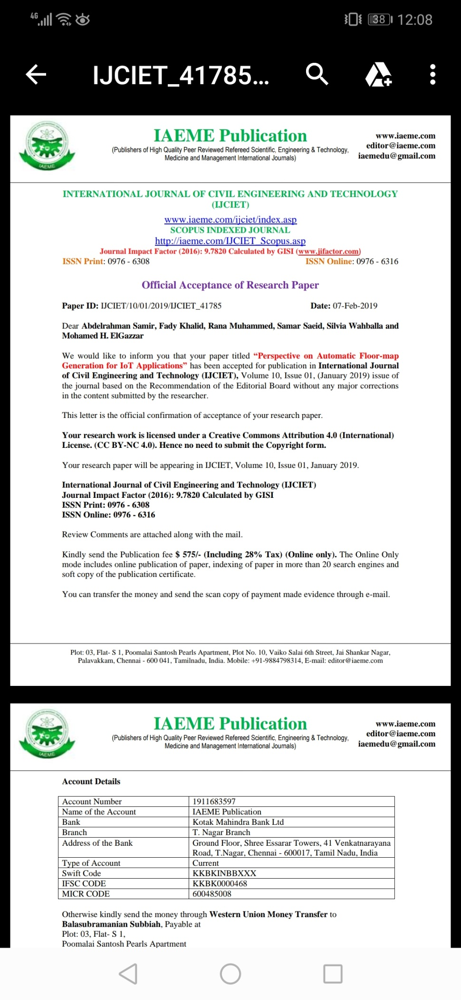 4G 38 12:08
IJCIET_41785...
IAEME
IAEME Publication
(Publishers of High Quality Peer Reviewed Refereed Scientific, Engineering & Technology,
Medicine and Management International Journals)
www.iaeme.com
editor@iaeme.com
iaemedu@gmail.com
INTERNATIONAL JOURNAL OF CIVIL ENGINEERING AND TECHNOLOGY
(IJCIET)
www.iaeme.com/ijciet/index.asp
SCOPUS INDEXED JOURNAL
http://iaeme.com/IJCIET_Scopus.asp
Journal Impact Factor (2016): 9.7820 Calculated by GISI (www.jifactor.com)
ISSN Print: 0976 - 6308 ISSN Online: 0976 - 6316
Official Acceptance of Research Paper
Paper ID: IJCIET/10/01/2019/IJCIET_41785 Date: 07-Feb-2019
Dear Abdelrahman Samir, Fady Khalid, Rana Muhammed, Samar Saeid, Silvia Wahballa and
Mohamed H. ElGazzar
We would like to inform you that your paper titled “Perspective on Automatic Floor-map
Generation for IoT Applications” has been accepted for publication in International Journal
of Civil Engineering and Technology (IJCIET), Volume 10, Issue 01, (January 2019) issue of
the journal based on the Recommendation of the Editorial Board without any major corrections
in the content submitted by the researcher.
This letter is the official confirmation of acceptance of your research paper.
Your research work is licensed under a Creative Commons Attribution 4.0 (International)
License. (CC BY-NC 4.0). Hence no need to submit the Copyright form.
Your research paper will be appearing in IJCIET, Volume 10, Issue 01, January 2019.
International Journal of Civil Engineering and Technology (IJCIET)
Journal Impact Factor (2016): 9.7820 Calculated by GISI
ISSN Print: 0976 - 6308
ISSN Online: 0976 - 6316
Review Comments are attached along with the mail.
Kindly send the Publication fee $ 575/- (Including 28% Tax) (Online only). The Online Only
mode includes online publication of paper, indexing of paper in more than 20 search engines and
soft copy of the publication certificate.
You can transfer the money and send the scan copy of payment made evidence through e-mail.
Plot: 03, Flat- S 1, Poomalai Santosh Pearls Apartment, Plot No. 10, Vaiko Salai 6th Street, Jai Shankar Nagar,
Palavakkam, Chennai - 600 041, Tamilnadu, India. Mobile: +91-9884798314, E-mail: editor@iaeme.com
IAEME
IAEME Publication
(Publishers of High Quality Peer Reviewed Refereed Scientific, Engineering & Technology,
Medicine and Management International Journals)
www.iaeme.com
editor@iaeme.com
iaemedu@gmail.com
Account Details
Account Number 1911683597
Name of the Account IAEME Publication
Bank Kotak Mahindra Bank Ltd
Branch T. Nagar Branch
Address of the Bank Ground Floor, Shree Essarar Towers, 41 Venkatnarayana
Road, T.Nagar, Chennai - 600017, Tamil Nadu, India
Type of Account Current
Swift Code KKBKINBBXXX
IFSC CODE KKBK0000468
MICR CODE 600485008
Otherwise kindly send the money through Western Union Money Transfer to
Balasubramanian Subbiah, Payable at
Plot: 03, Flat- S 1,
Poomalai Santosh Pearls Apartment